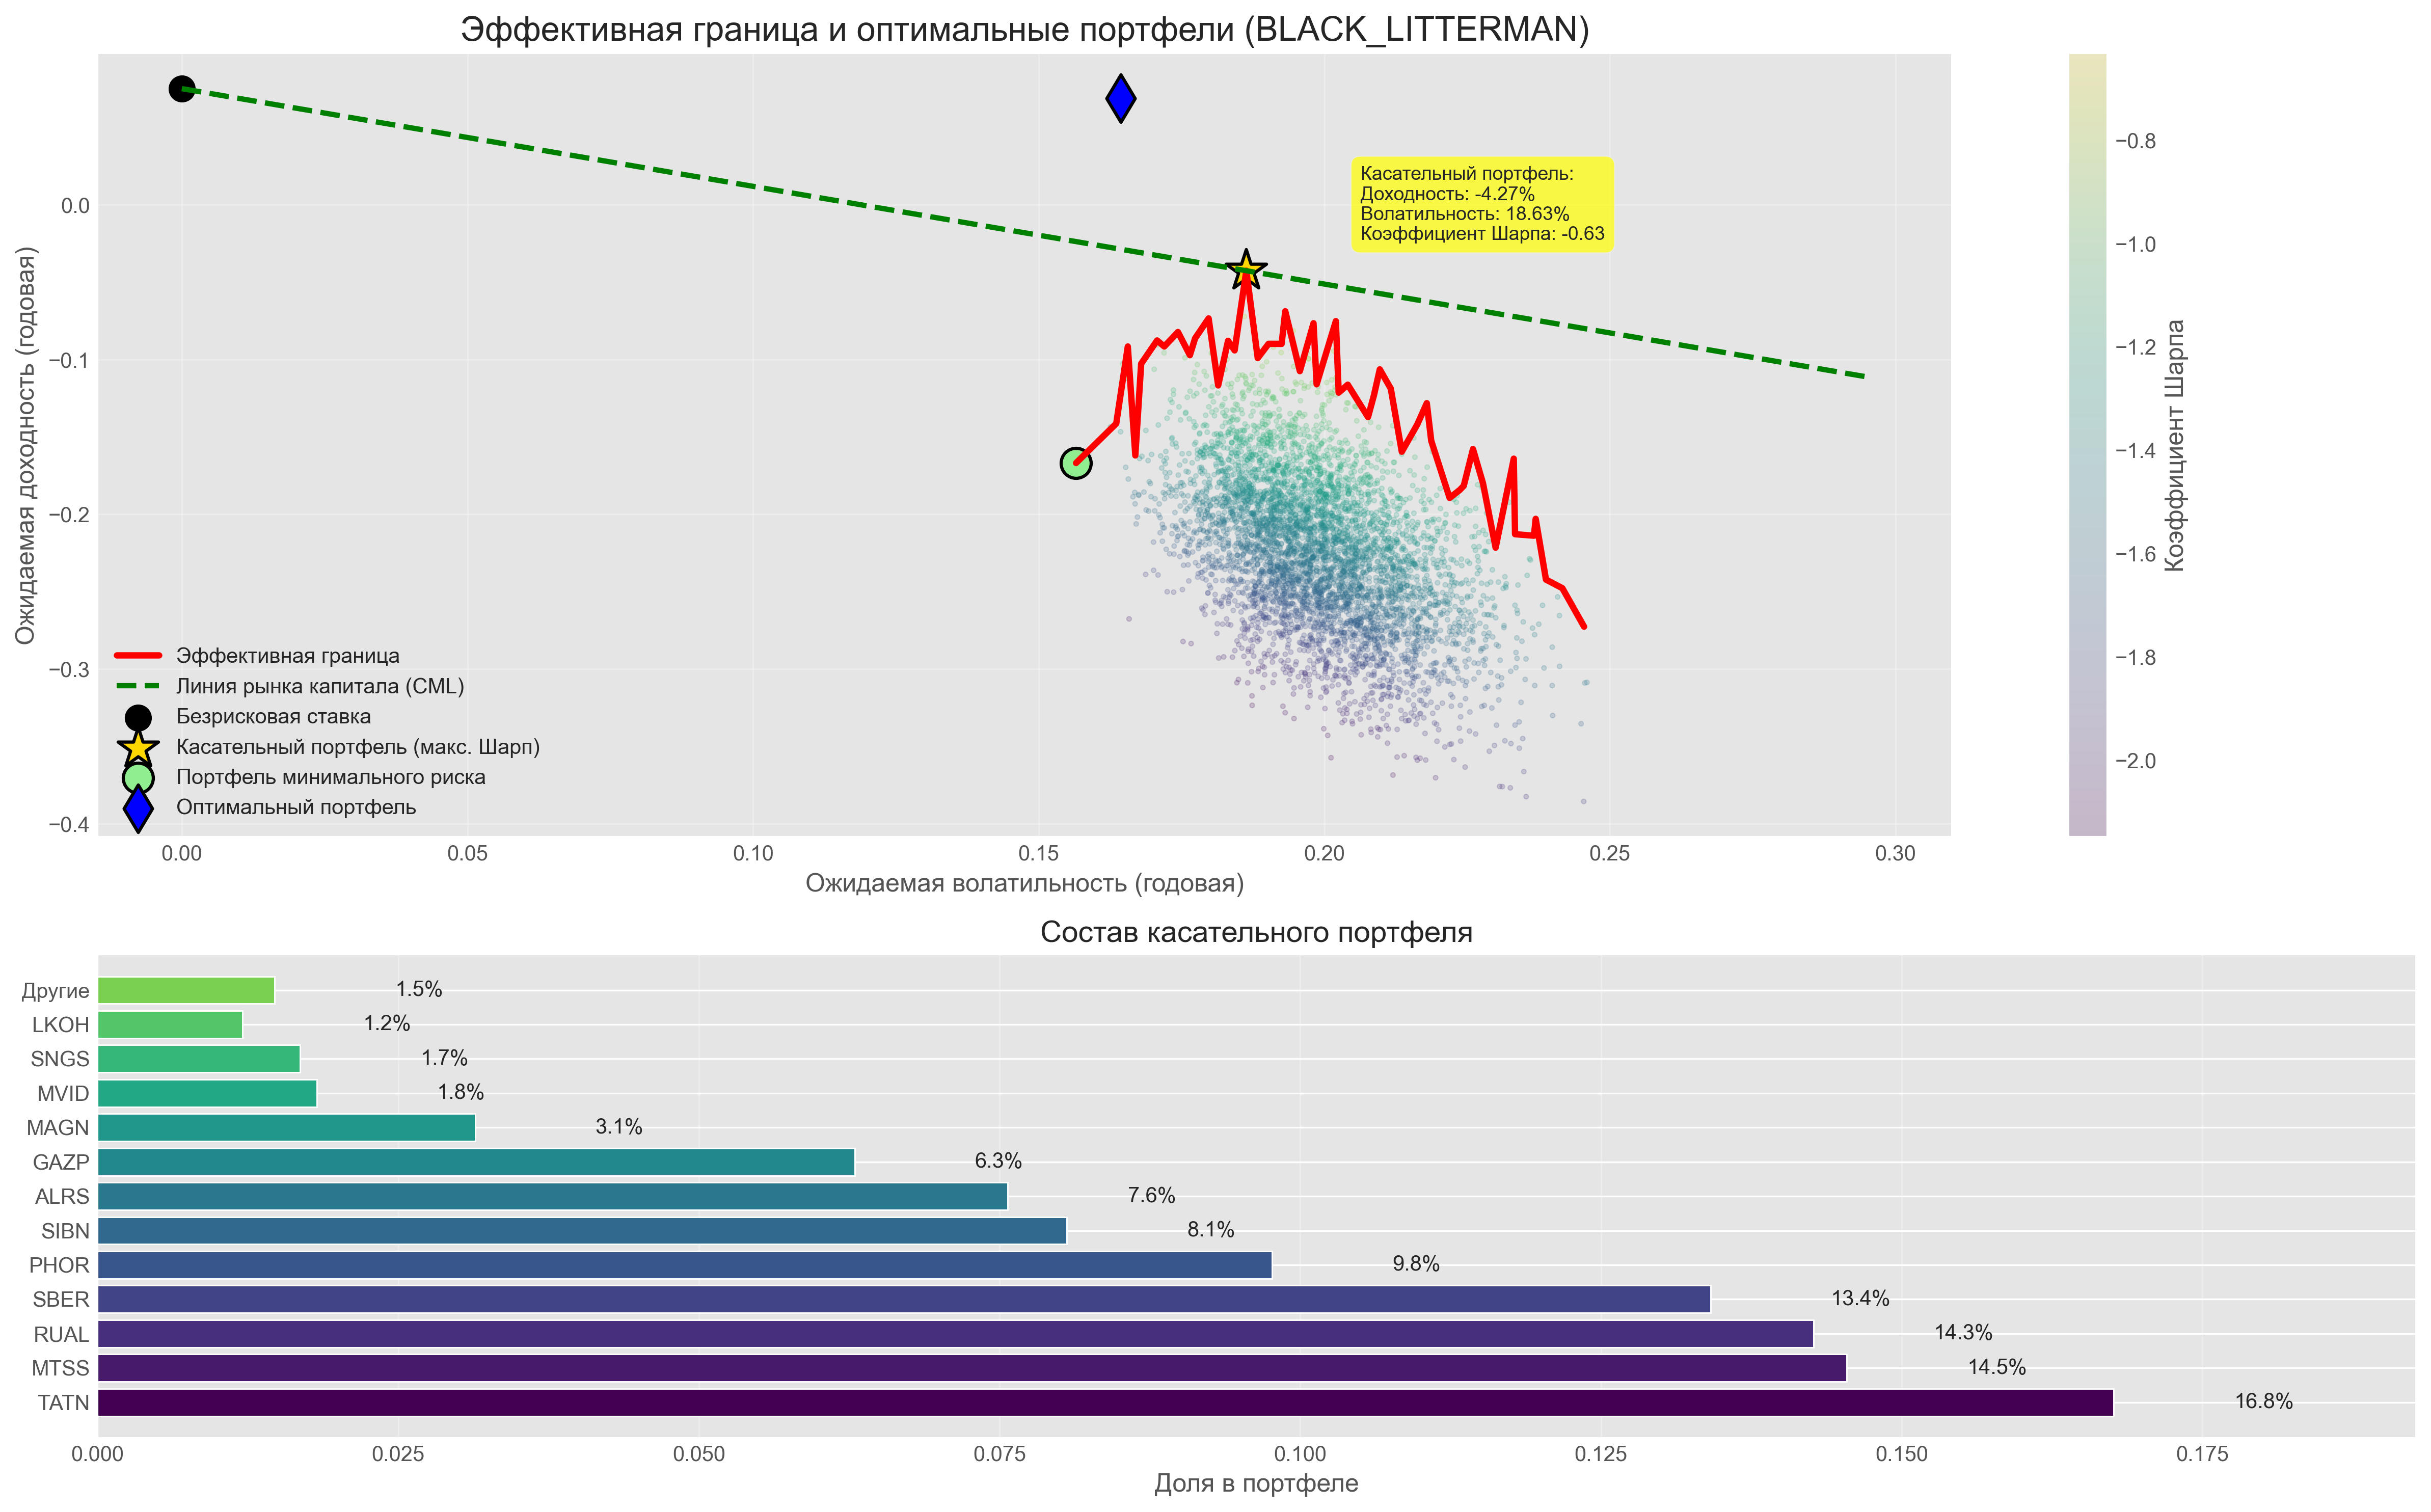 Эффективная граница и оптимальные портфели (BLACK_LITTERMAN)
Ожидаемая доходность (годовая)
0.0
−0.1
−0.2
−0.3
−0.4
Касательный портфель:
Доходность: -4.27%
Волатильность: 18.63%
Коэффициент Шарпа: -0.63
Эффективная граница
Линия рынка капитала (CML)
Безрисковая ставка
Касательный портфель (макс. Шарп)
Портфель минимального риска
Оптимальный портфель
0.00 0.05 0.10 0.15 0.20 0.25 0.30
Ожидаемая волатильность (годовая)
−0.8
−1.0
−1.2
−1.4
−1.6
−1.8
−2.0
Коэффициент Шарпа
Состав касательного портфеля
Другие 1.5%
LKOH 1.2%
SNGS 1.7%
MVID 1.8%
MAGN 3.1%
GAZP 6.3%
ALRS 7.6%
SIBN 8.1%
PHOR 9.8%
SBER 13.4%
RUAL 14.3%
MTSS 14.5%
TATN 16.8%
0.000 0.025 0.050 0.075 0.100 0.125 0.150 0.175
Доля в портфеле